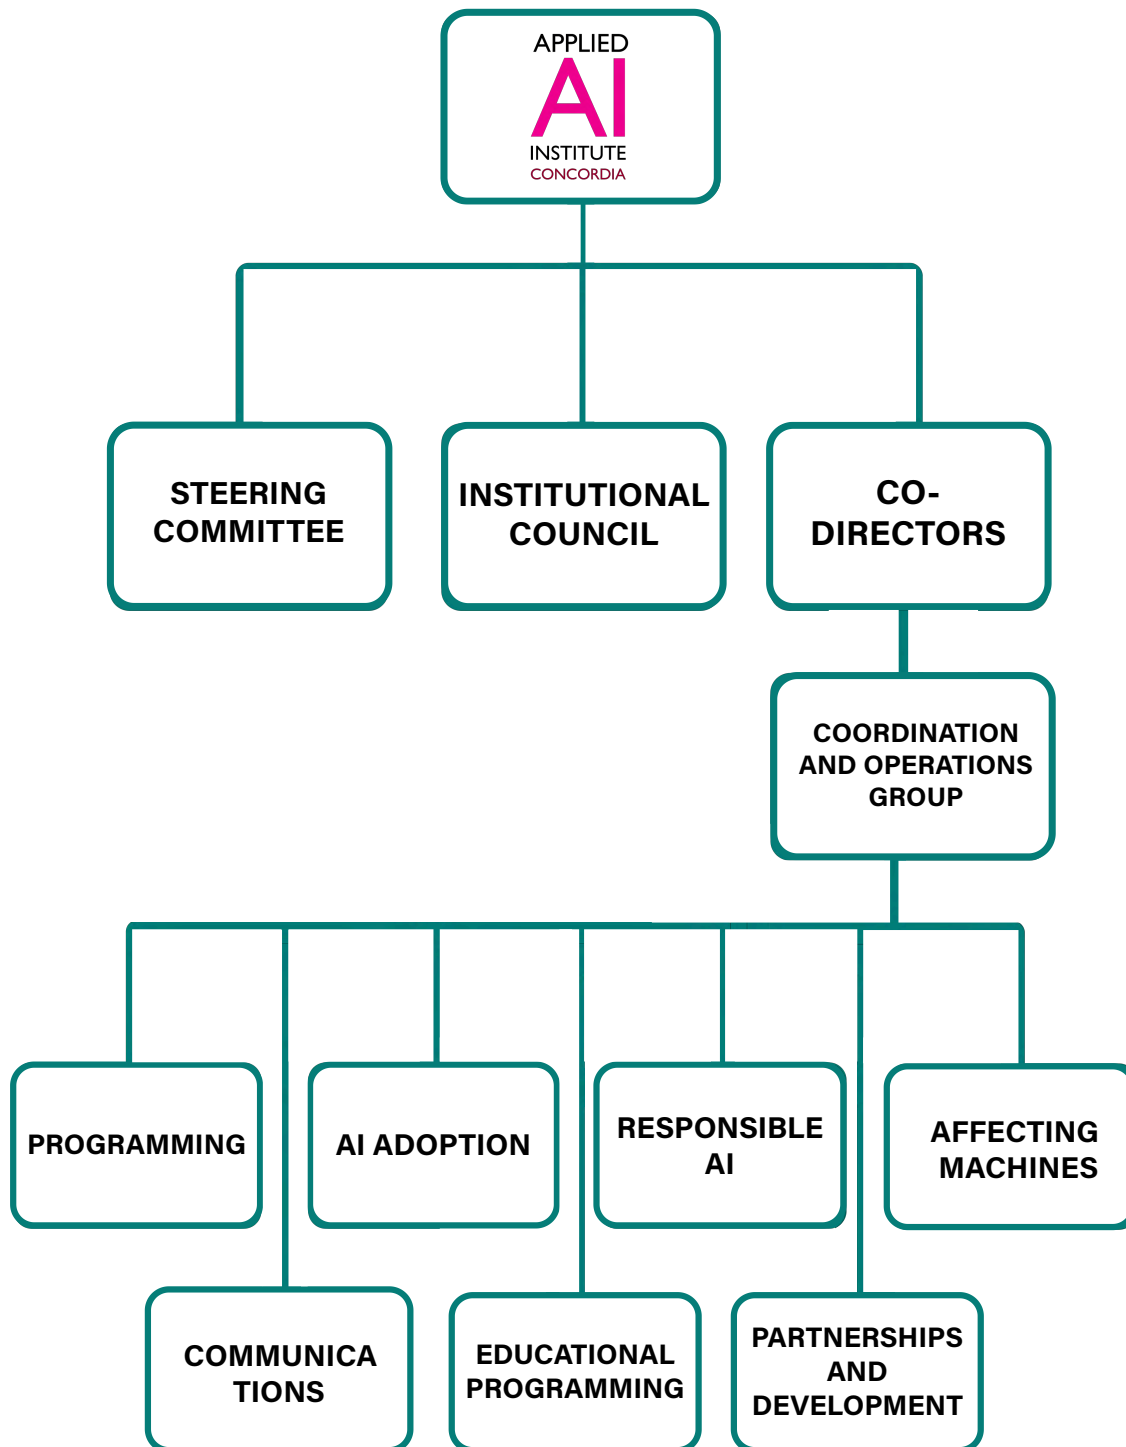 APPLIED
AI
INSTITUTE
CONCORDIA
STEERING
COMMITTEE
INSTITUTIONAL
COUNCIL
CO-
DIRECTORS
COORDINATION
AND OPERATIONS
GROUP
PROGRAMMING
AI ADOPTION
RESPONSIBLE
AI
AFFECTING
MACHINES
COMMUNICA
TIONS
EDUCATIONAL
PROGRAMMING
PARTNERSHIPS
AND
DEVELOPMENT